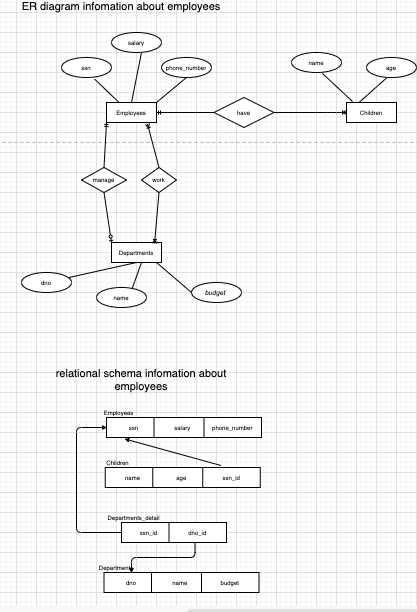 ER diagram infomation about employees
salary
ssn
phone_number
name
age
Employees
have
Children
manage
work
Departments
dno
name
budget
relational schema infomation about
employees
Employees
ssn salary phone_number
Children
name age ssn_id
Departments_detail
ssn_id dno_id
Department
dno name budget